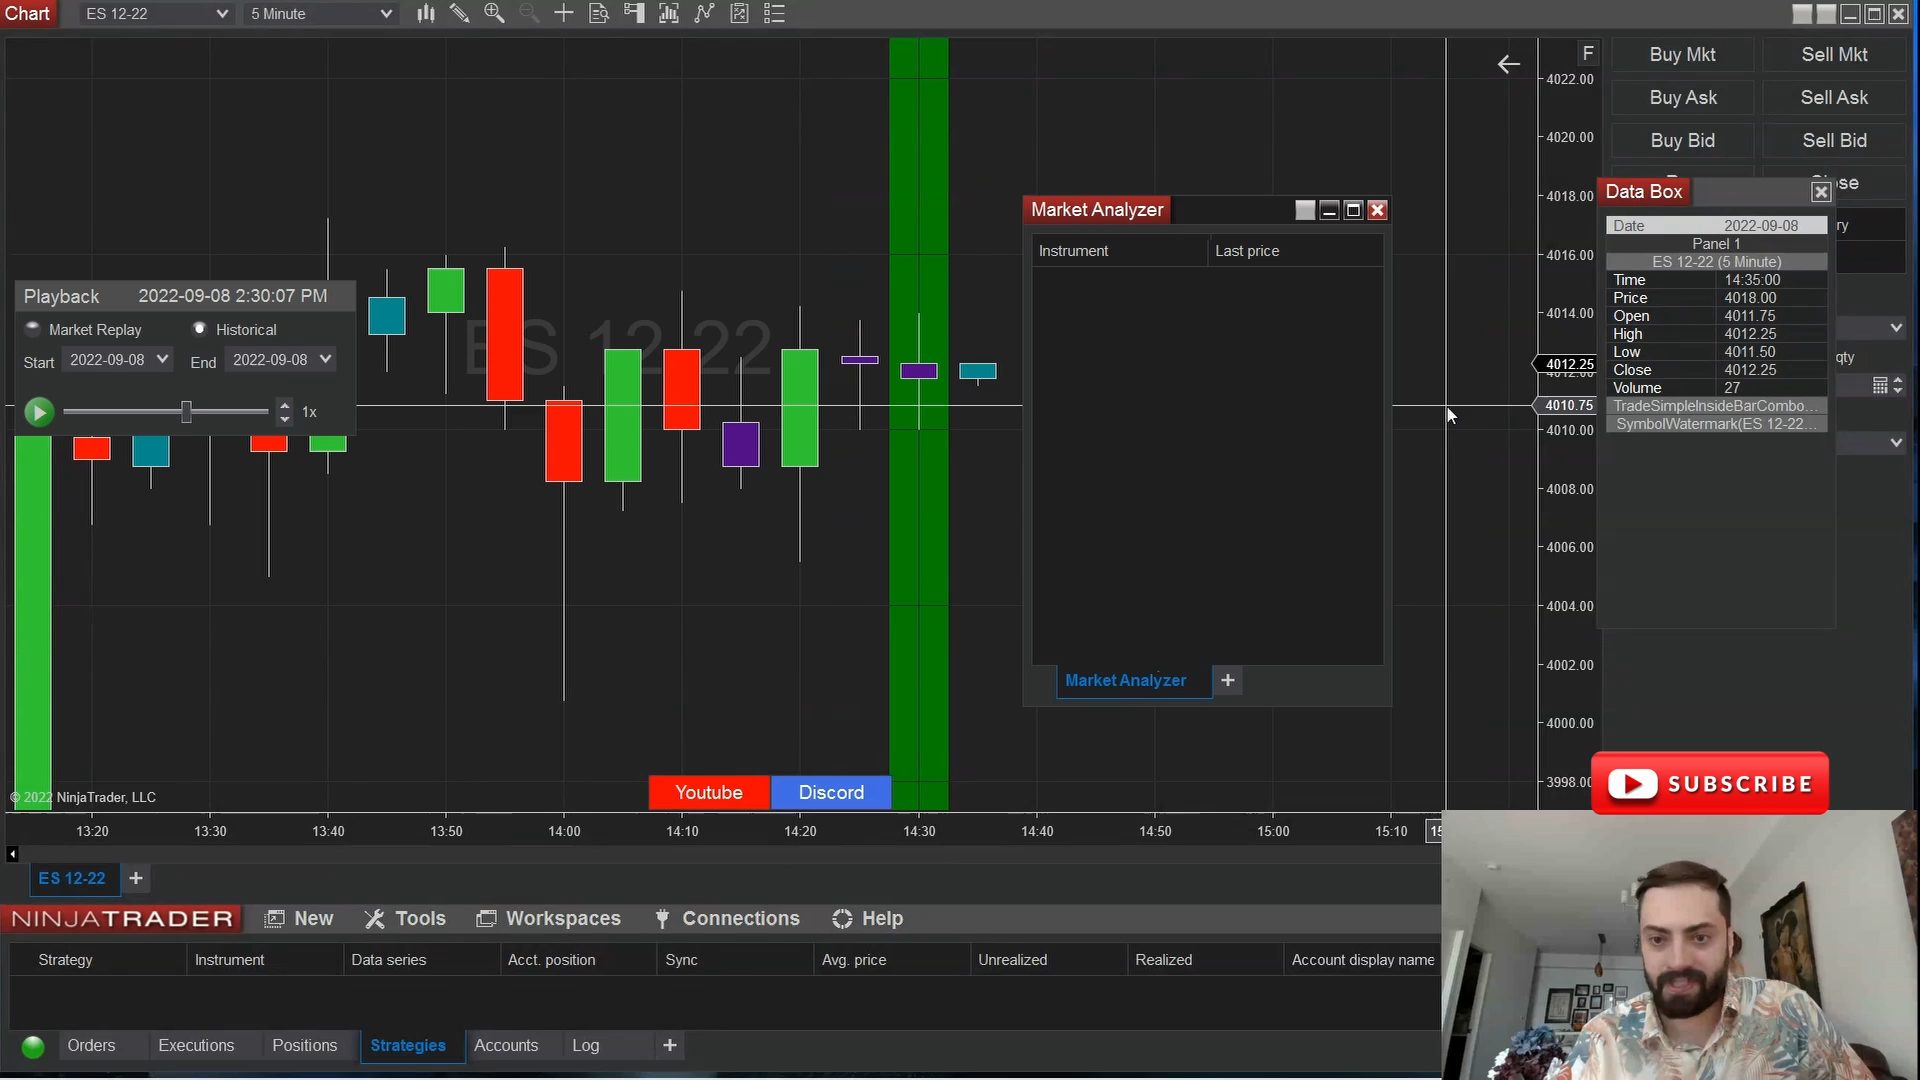 Chart ES 12-22 5 Minute
F
Buy Mkt Sell Mkt
Buy Ask Sell Ask
Buy Bid Sell Bid
4022.00
4020.00
4018.00
4016.00
4014.00
4012.25
4010.75
4010.00
4008.00
4006.00
4004.00
4002.00
4000.00
3998.00
Data Box
Date 2022-09-08
Panel 1
ES 12-22 (5 Minute)
Time 14:35:00
Price 4018.00
Open 4011.75
High 4012.25
Low 4011.50
Close 4012.25
Volume 27
TradeSimpleInsideBarCombo...
SymbolWatermark(ES 12-22...
qty
Market Analyzer
Instrument Last price
Market Analyzer +
Playback 2022-09-08 2:30:07 PM
Market Replay Historical
Start 2022-09-08 End 2022-09-08
1x
ES 12-22
Youtube Discord
© 2022 NinjaTrader, LLC
SUBSCRIBE
13:20 13:30 13:40 13:50 14:00 14:10 14:20 14:30 14:40 14:50 15:00 15:10
ES 12-22 +
NINJATRADER New Tools Workspaces Connections Help
Strategy Instrument Data series Acct. position Sync Avg. price Unrealized Realized Account display name
Orders Executions Positions Strategies Accounts Log +